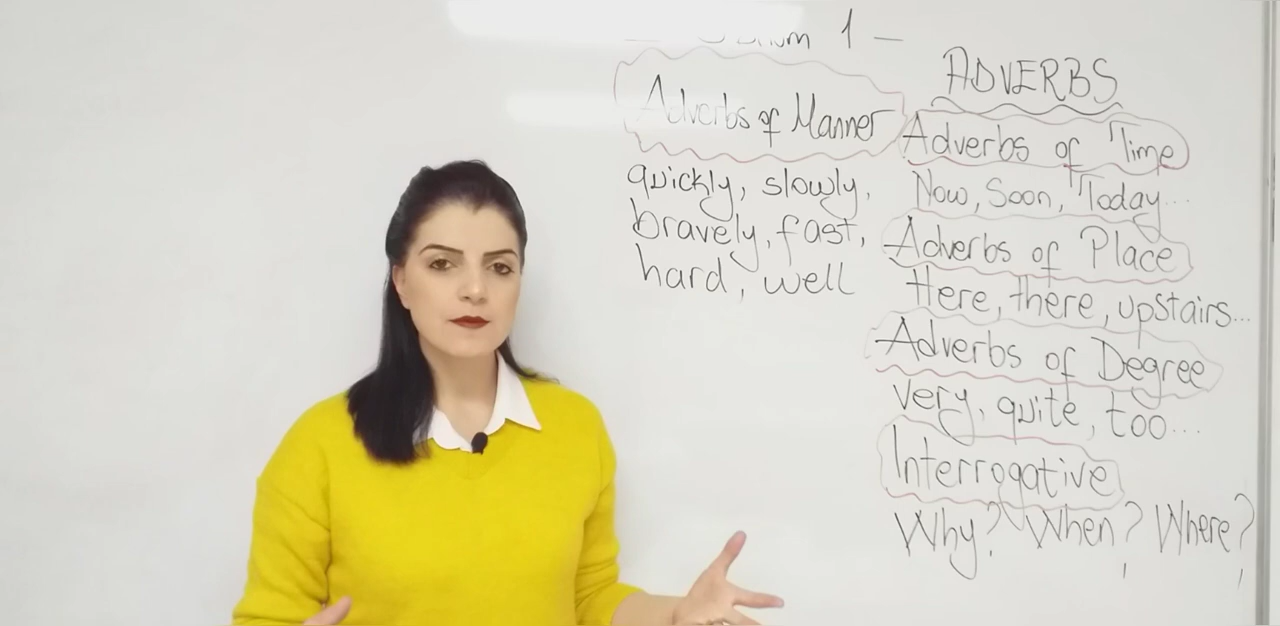 1 —
Adverbs of Manner
quickly, slowly,
bravely, fast,
hard, well
ADVERBS
Adverbs of Time
Now, Soon, Today...
Adverbs of Place
Here, there, upstairs...
Adverbs of Degree
very, quite, too...
Interrogative
Why? When? Where?